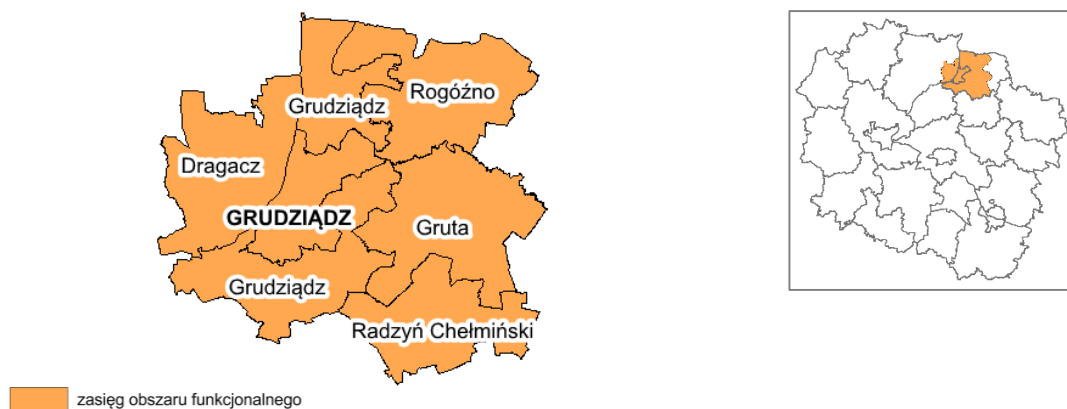 Rogóźno
Grudziądz
Dragacz
GRUDZIĄDZ
Gruta
Grudziądz
Radzyń Chełmiński
zasięg obszaru funkcjonalnego